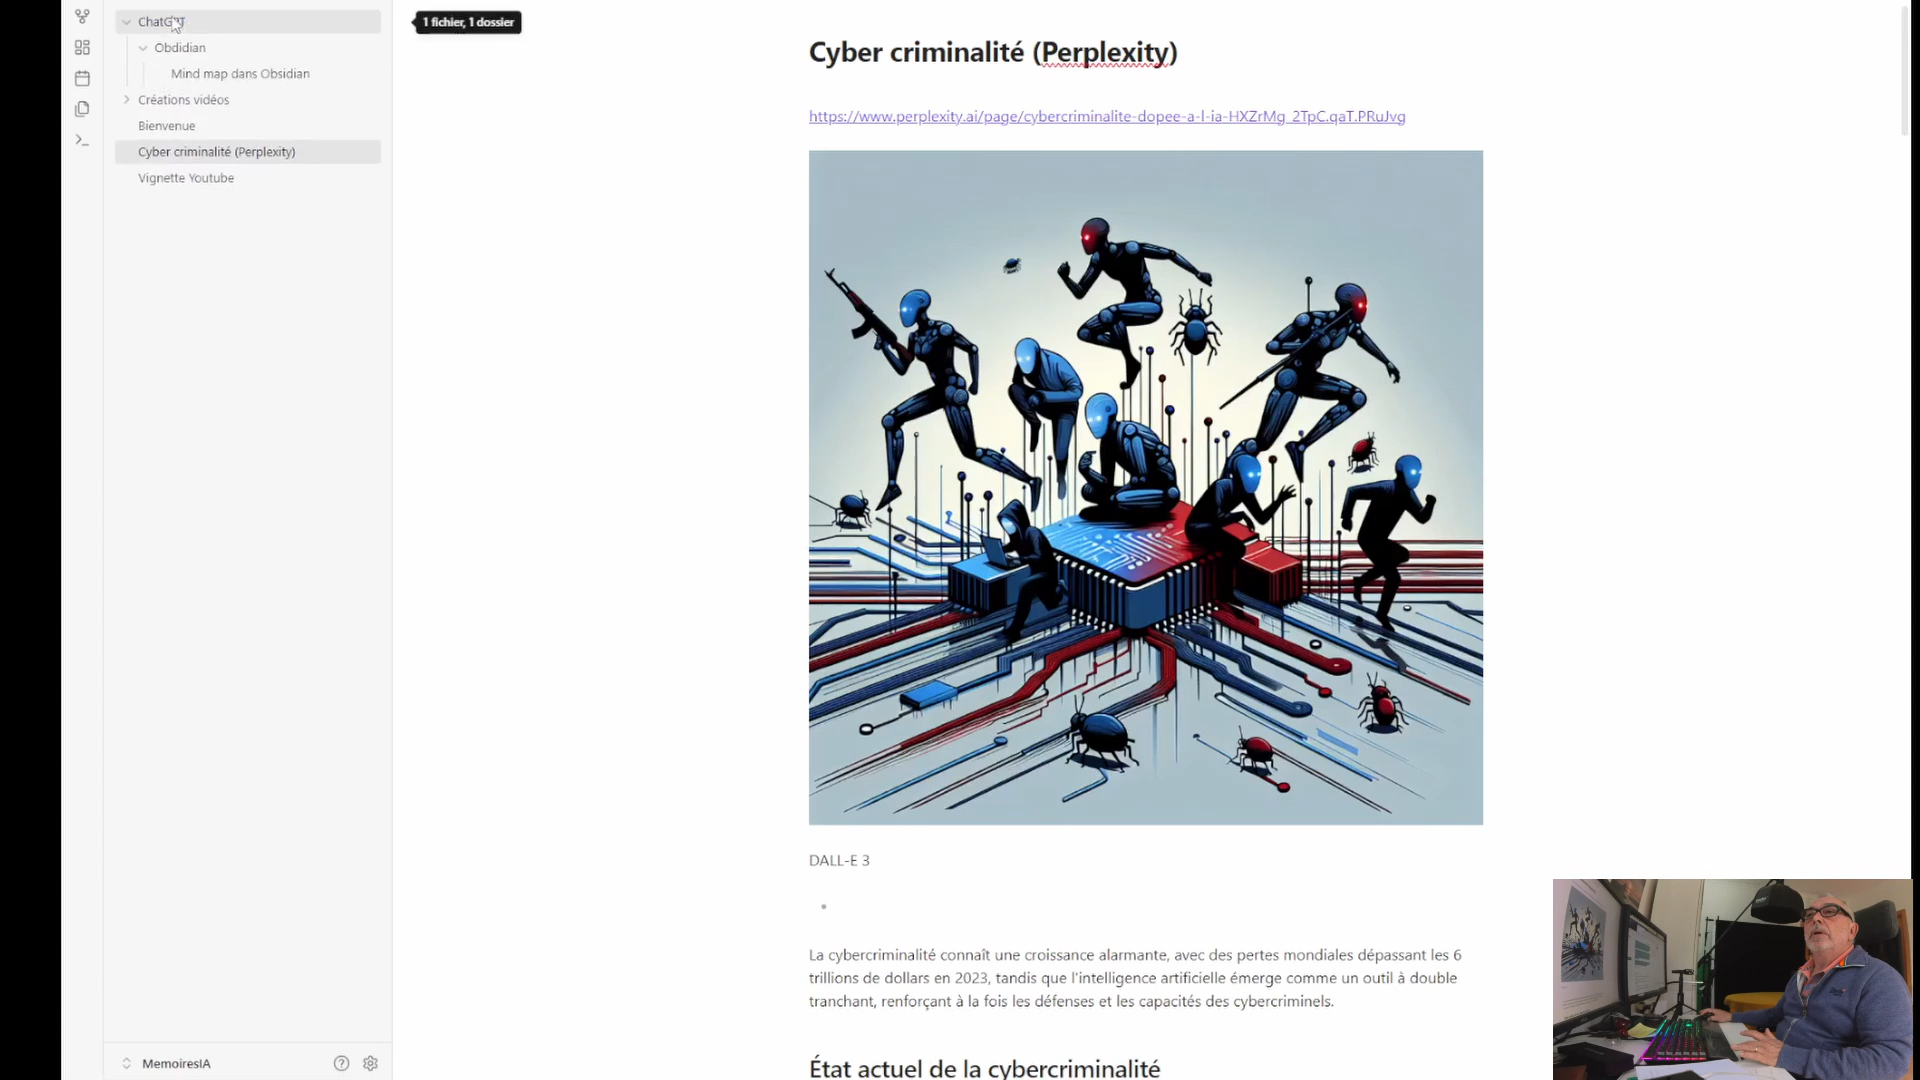 ChatGPT
1 fichier, 1 dossier
Obdidian
Mind map dans Obsidian
Créations vidéos
Bienvenue
Cyber criminalité (Perplexity)
Vignette Youtube
MemoiresIA
Cyber criminalité (Perplexity)
https://www.perplexity.ai/page/cybercriminalite-dopee-a-l-ia-HXZrMg_2TpC.qaT.PRuJvg
DALL-E 3
La cybercriminalité connaît une croissance alarmante, avec des pertes mondiales dépassant les 6
trillions de dollars en 2023, tandis que l'intelligence artificielle émerge comme un outil à double
tranchant, renforçant à la fois les défenses et les capacités des cybercriminels.
État actuel de la cybercriminalité